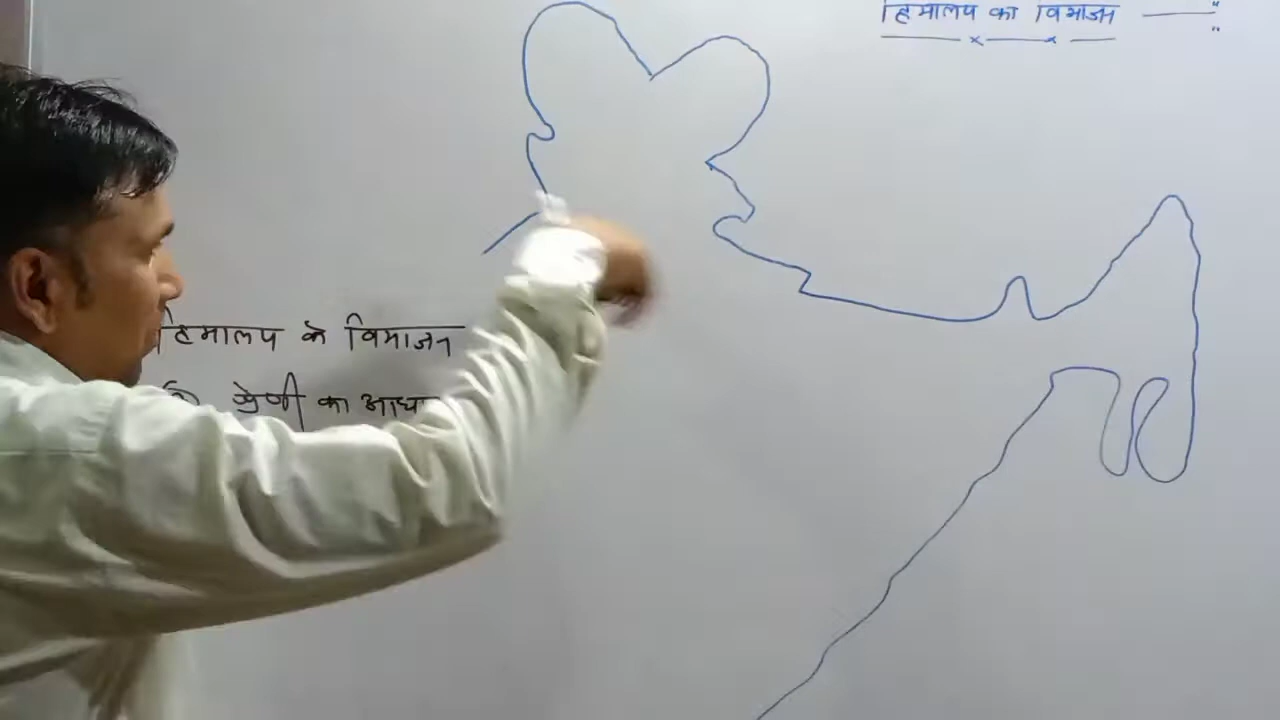 हिमालय का विभाजन
हिमालय के विभाजन
श्रेणी का